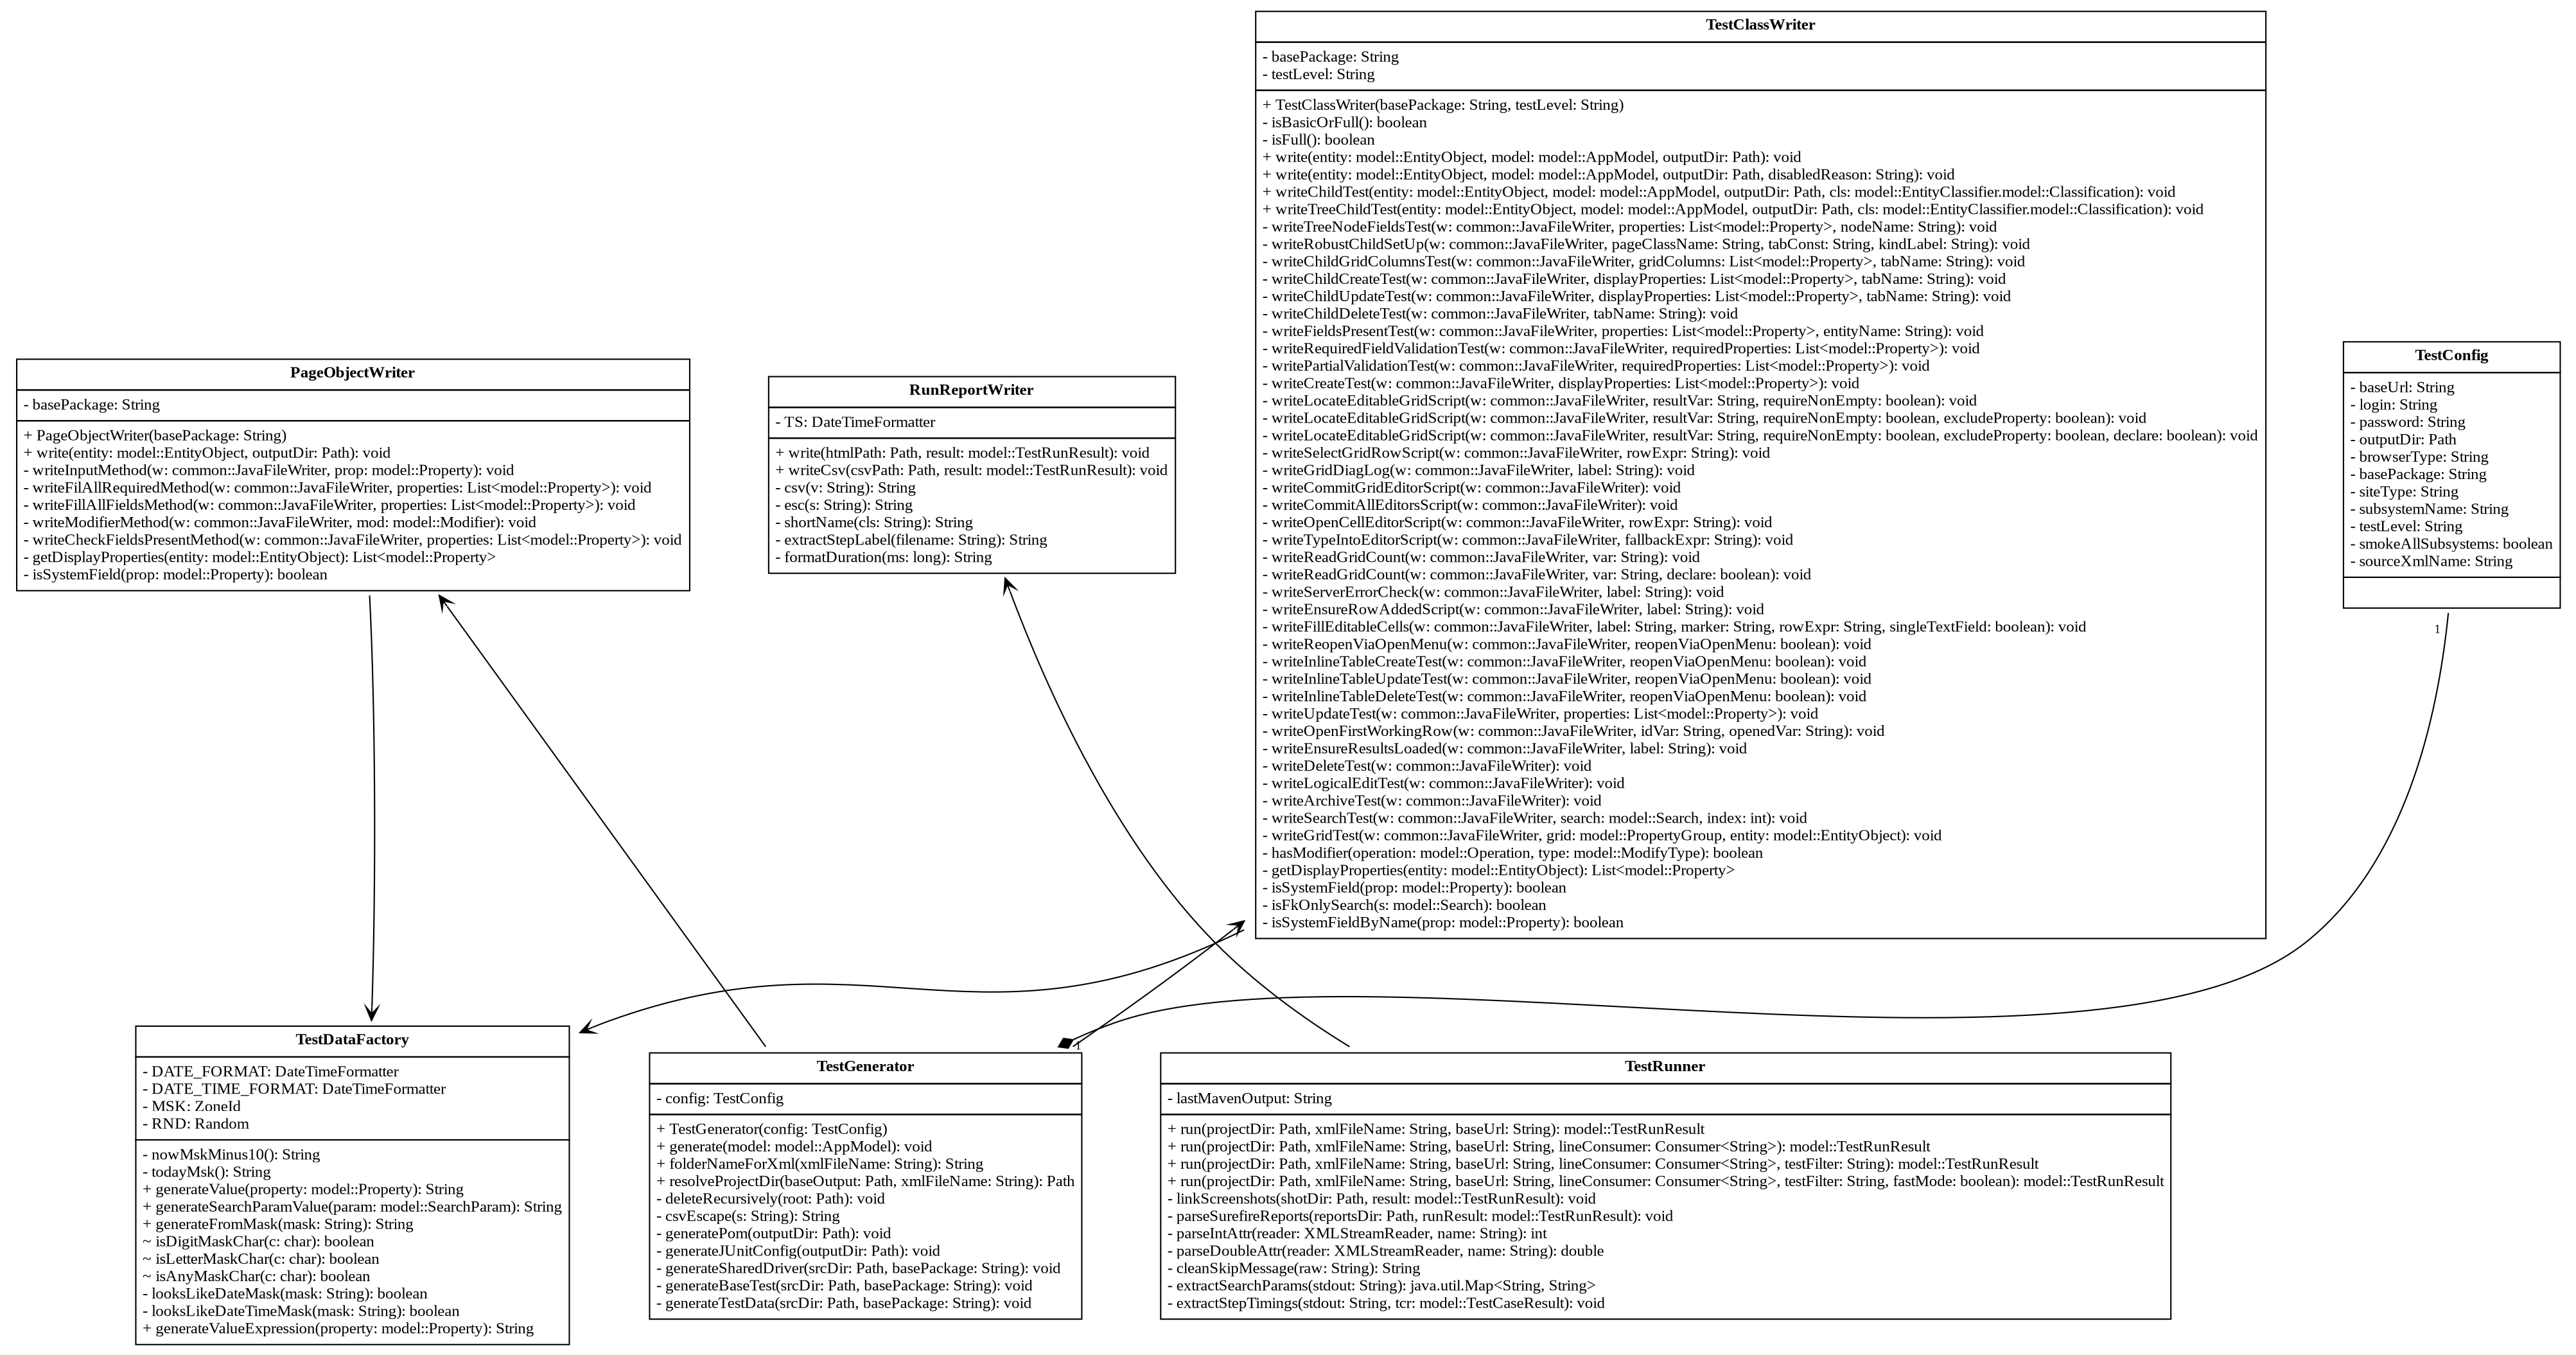 TestClassWriter
- basePackage: String
- testLevel: String
+ TestClassWriter(basePackage: String, testLevel: String)
- isBasicOrFull(): boolean
- isFull(): boolean
+ write(entity: model::EntityObject, model: model::AppModel, outputDir: Path): void
+ write(entity: model::EntityObject, model: model::AppModel, outputDir: Path, disabledReason: String): void
+ writeChildTest(entity: model::EntityObject, model: model::AppModel, outputDir: Path, cls: model::EntityClassifier.model::Classification): void
+ writeTreeChildTest(entity: model::EntityObject, model: model::AppModel, outputDir: Path, cls: model::EntityClassifier.model::Classification): void
- writeTreeNodeFieldsTest(w: common::JavaFileWriter, properties: List<model::Property>, nodeName: String): void
- writeRobustChildSetUp(w: common::JavaFileWriter, pageClassName: String, tabConst: String, kindLabel: String): void
- writeChildGridColumnsTest(w: common::JavaFileWriter, gridColumns: List<model::Property>, tabName: String): void
- writeChildCreateTest(w: common::JavaFileWriter, displayProperties: List<model::Property>, tabName: String): void
- writeChildUpdateTest(w: common::JavaFileWriter, displayProperties: List<model::Property>, tabName: String): void
- writeChildDeleteTest(w: common::JavaFileWriter, tabName: String): void
- writeFieldsPresentTest(w: common::JavaFileWriter, properties: List<model::Property>, entityName: String): void
- writeRequiredFieldValidationTest(w: common::JavaFileWriter, requiredProperties: List<model::Property>): void
- writePartialValidationTest(w: common::JavaFileWriter, requiredProperties: List<model::Property>): void
- writeCreateTest(w: common::JavaFileWriter, displayProperties: List<model::Property>): void
- writeLocateEditableGridScript(w: common::JavaFileWriter, resultVar: String, requireNonEmpty: boolean): void
- writeLocateEditableGridScript(w: common::JavaFileWriter, resultVar: String, requireNonEmpty: boolean, excludeProperty: boolean): void
- writeLocateEditableGridScript(w: common::JavaFileWriter, resultVar: String, requireNonEmpty: boolean, excludeProperty: boolean, declare: boolean): void
- writeSelectGridRowScript(w: common::JavaFileWriter, rowExpr: String): void
- writeGridDiagLog(w: common::JavaFileWriter, label: String): void
- writeCommitGridEditorScript(w: common::JavaFileWriter): void
- writeCommitAllEditorsScript(w: common::JavaFileWriter): void
- writeOpenCellEditorScript(w: common::JavaFileWriter, rowExpr: String): void
- writeTypeIntoEditorScript(w: common::JavaFileWriter, fallbackExpr: String): void
- writeReadGridCount(w: common::JavaFileWriter, var: String): void
- writeReadGridCount(w: common::JavaFileWriter, var: String, declare: boolean): void
- writeServerErrorCheck(w: common::JavaFileWriter, label: String): void
- writeEnsureRowAddedScript(w: common::JavaFileWriter, label: String): void
- writeFillEditableCells(w: common::JavaFileWriter, label: String, marker: String, rowExpr: String, singleTextField: boolean): void
- writeReopenViaOpenMenu(w: common::JavaFileWriter, reopenViaOpenMenu: boolean): void
- writeInlineTableCreateTest(w: common::JavaFileWriter, reopenViaOpenMenu: boolean): void
- writeInlineTableUpdateTest(w: common::JavaFileWriter, reopenViaOpenMenu: boolean): void
- writeInlineTableDeleteTest(w: common::JavaFileWriter, reopenViaOpenMenu: boolean): void
- writeUpdateTest(w: common::JavaFileWriter, properties: List<model::Property>): void
- writeOpenFirstWorkingRow(w: common::JavaFileWriter, idVar: String, openedVar: String): void
- writeEnsureResultsLoaded(w: common::JavaFileWriter, label: String): void
- writeDeleteTest(w: common::JavaFileWriter): void
- writeLogicalEditTest(w: common::JavaFileWriter): void
- writeArchiveTest(w: common::JavaFileWriter): void
- writeSearchTest(w: common::JavaFileWriter, search: model::Search, index: int): void
- writeGridTest(w: common::JavaFileWriter, grid: model::PropertyGroup, entity: model::EntityObject): void
- hasModifier(operation: model::Operation, type: model::ModifyType): boolean
- getDisplayProperties(entity: model::EntityObject): List<model::Property>
- isSystemField(prop: model::Property): boolean
- isFkOnlySearch(s: model::Search): boolean
- isSystemFieldByName(prop: model::Property): boolean
PageObjectWriter
- basePackage: String
+ PageObjectWriter(basePackage: String)
+ write(entity: model::EntityObject, outputDir: Path): void
- writeInputMethod(w: common::JavaFileWriter, prop: model::Property): void
- writeFilAllRequiredMethod(w: common::JavaFileWriter, properties: List<model::Property>): void
- writeFillAllFieldsMethod(w: common::JavaFileWriter, properties: List<model::Property>): void
- writeModifierMethod(w: common::JavaFileWriter, mod: model::Modifier): void
- writeCheckFieldsPresentMethod(w: common::JavaFileWriter, properties: List<model::Property>): void
- getDisplayProperties(entity: model::EntityObject): List<model::Property>
- isSystemField(prop: model::Property): boolean
RunReportWriter
- TS: DateTimeFormatter
+ write(htmlPath: Path, result: model::TestRunResult): void
+ writeCsv(csvPath: Path, result: model::TestRunResult): void
- csv(v: String): String
- esc(s: String): String
- shortName(cls: String): String
- extractStepLabel(filename: String): String
- formatDuration(ms: long): String
TestConfig
- baseUrl: String
- login: String
- password: String
- outputDir: Path
- browserType: String
- basePackage: String
- siteType: String
- subsystemName: String
- testLevel: String
- smokeAllSubsystems: boolean
- sourceXmlName: String
1
1
TestDataFactory
- DATE_FORMAT: DateTimeFormatter
- DATE_TIME_FORMAT: DateTimeFormatter
- MSK: ZoneId
- RND: Random
- nowMskMinus10(): String
- todayMsk(): String
+ generateValue(property: model::Property): String
+ generateSearchParamValue(param: model::SearchParam): String
+ generateFromMask(mask: String): String
~ isDigitMaskChar(c: char): boolean
~ isLetterMaskChar(c: char): boolean
~ isAnyMaskChar(c: char): boolean
- looksLikeDateMask(mask: String): boolean
- looksLikeDateTimeMask(mask: String): boolean
+ generateValueExpression(property: model::Property): String
TestGenerator
- config: TestConfig
+ TestGenerator(config: TestConfig)
+ generate(model: model::AppModel): void
+ folderNameForXml(xmlFileName: String): String
+ resolveProjectDir(baseOutput: Path, xmlFileName: String): Path
- deleteRecursively(root: Path): void
- csvEscape(s: String): String
- generatePom(outputDir: Path): void
- generateJUnitConfig(outputDir: Path): void
- generateSharedDriver(srcDir: Path, basePackage: String): void
- generateBaseTest(srcDir: Path, basePackage: String): void
- generateTestData(srcDir: Path, basePackage: String): void
TestRunner
- lastMavenOutput: String
+ run(projectDir: Path, xmlFileName: String, baseUrl: String): model::TestRunResult
+ run(projectDir: Path, xmlFileName: String, baseUrl: String, lineConsumer: Consumer<String>): model::TestRunResult
+ run(projectDir: Path, xmlFileName: String, baseUrl: String, lineConsumer: Consumer<String>, testFilter: String): model::TestRunResult
+ run(projectDir: Path, xmlFileName: String, baseUrl: String, lineConsumer: Consumer<String>, testFilter: String, fastMode: boolean): model::TestRunResult
- linkScreenshots(shotDir: Path, result: model::TestRunResult): void
- parseSurefireReports(reportsDir: Path, runResult: model::TestRunResult): void
- parseIntAttr(reader: XMLStreamReader, name: String): int
- parseDoubleAttr(reader: XMLStreamReader, name: String): double
- cleanSkipMessage(raw: String): String
- extractSearchParams(stdout: String): java.util.Map<String, String>
- extractStepTimings(stdout: String, tcr: model::TestCaseResult): void